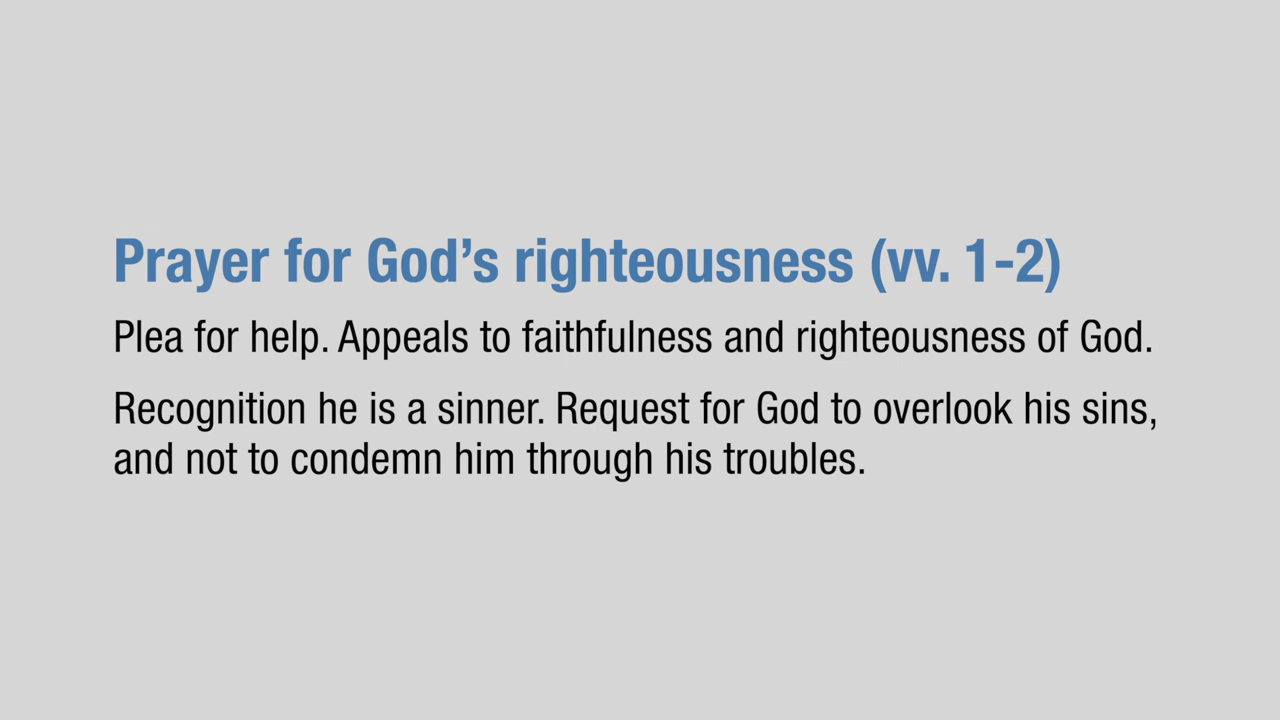 Prayer for God’s righteousness (vv. 1-2)
Plea for help. Appeals to faithfulness and righteousness of God.
Recognition he is a sinner. Request for God to overlook his sins,
and not to condemn him through his troubles.